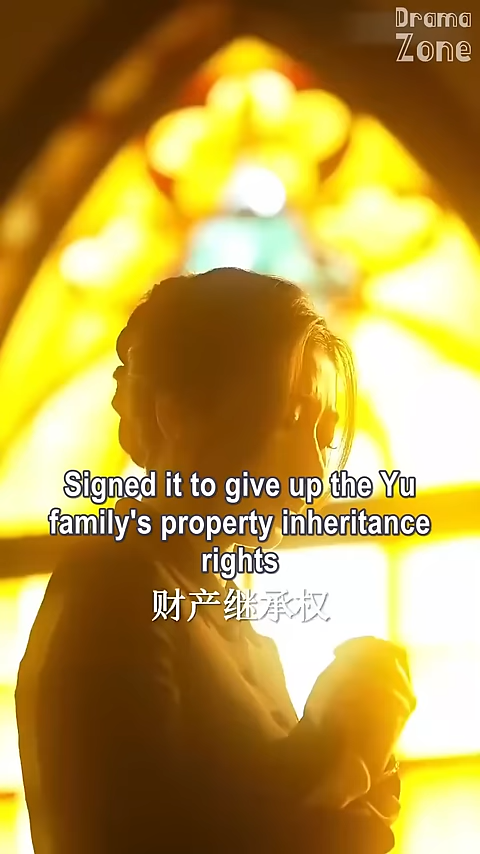 Drama
Zone
Signed it to give up the Yu
family's property inheritance
rights
财产继承权